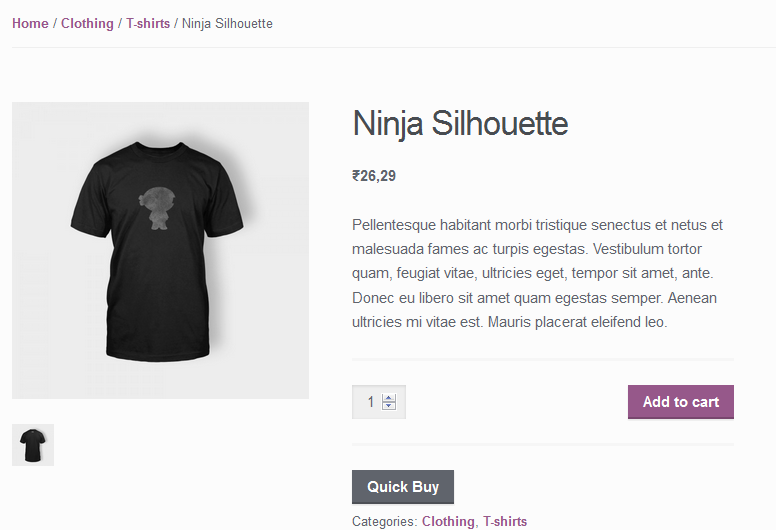 Home / Clothing / T-shirts / Ninja Silhouette
Ninja Silhouette
₹26,29
Pellentesque habitant morbi tristique senectus et netus et
malesuada fames ac turpis egestas. Vestibulum tortor
quam, feugiat vitae, ultricies eget, tempor sit amet, ante.
Donec eu libero sit amet quam egestas semper. Aenean
ultricies mi vitae est. Mauris placerat eleifend leo.
1
Add to cart
Quick Buy
Categories: Clothing, T-shirts